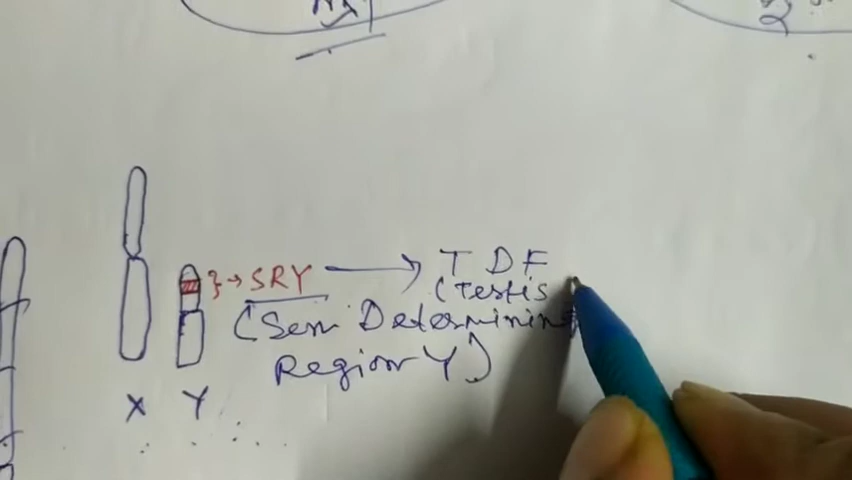 SRY → TDF
(Testis
(Sex Determining
Region Y)
X Y